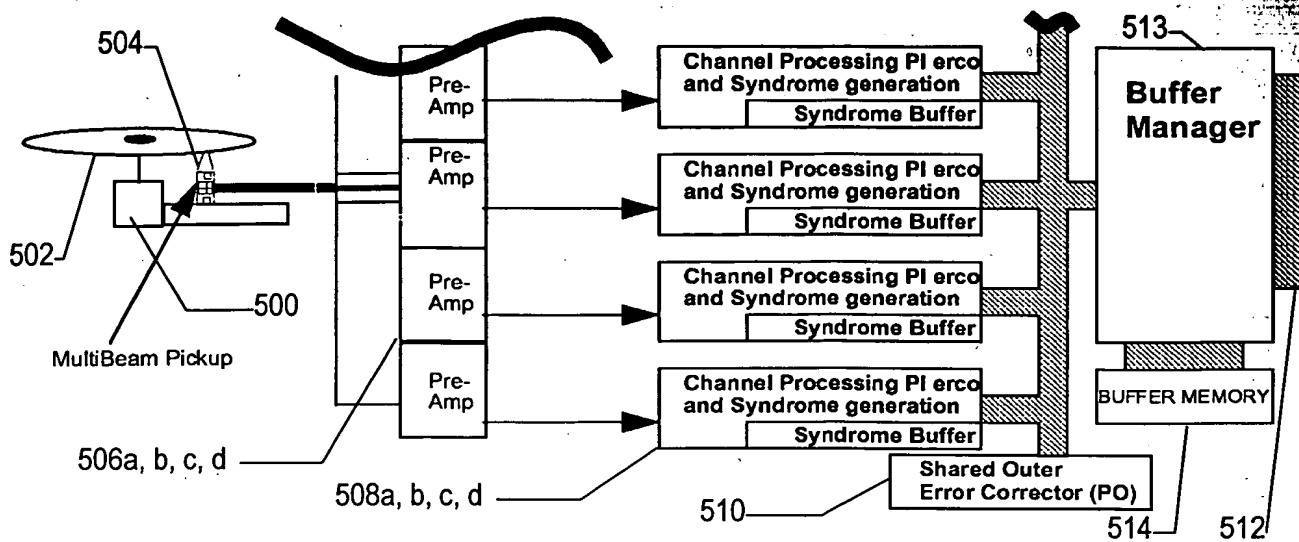 504
502
500
MultiBeam Pickup
Pre-
Amp
Pre-
Amp
Pre-
Amp
Pre-
Amp
506a, b, c, d
Channel Processing PI erco
and Syndrome generation
Syndrome Buffer
Channel Processing PI erco
and Syndrome generation
Syndrome Buffer
Channel Processing PI erco
and Syndrome generation
Syndrome Buffer
Channel Processing PI erco
and Syndrome generation
Syndrome Buffer
508a, b, c, d
Shared Outer
Error Corrector (PO)
510
513
Buffer
Manager
BUFFER MEMORY
514
512